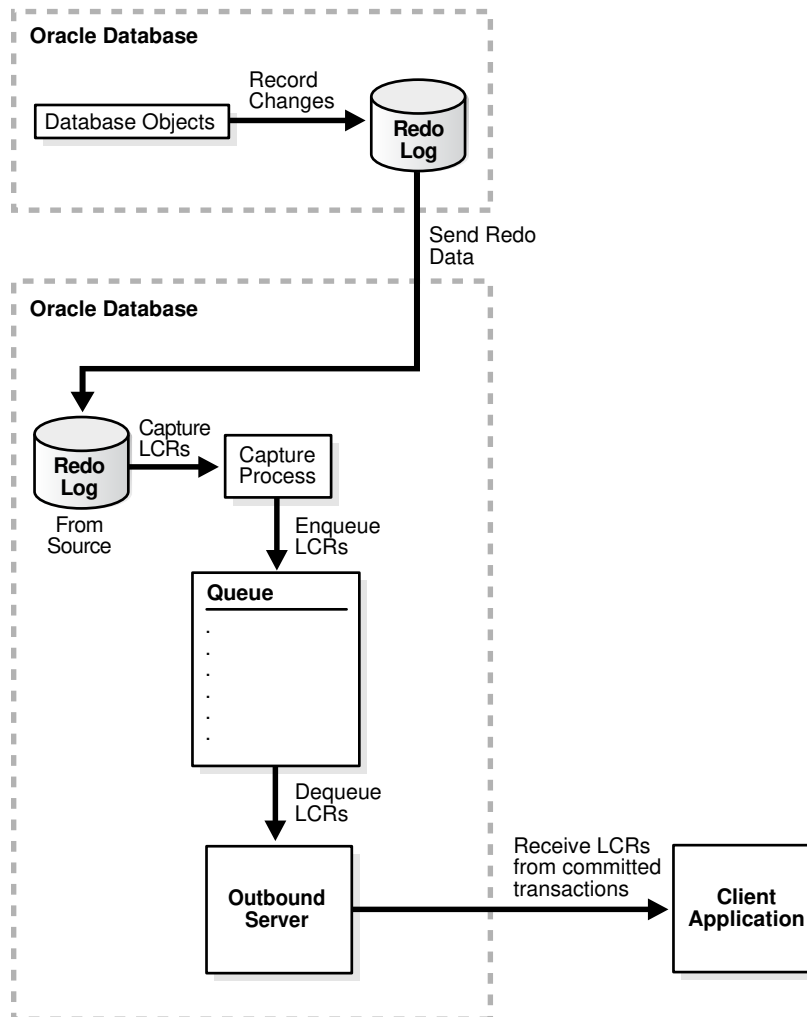 Oracle Database
Record
Changes
Database Objects
Redo
Log
Send Redo
Data
Oracle Database
Capture
LCRs
Redo
Log
Capture
Process
From
Source
Enqueue
LCRs
Queue
.
.
.
.
.
.
Dequeue
LCRs
Receive LCRs
from committed
transactions
Outbound
Server
Client
Application